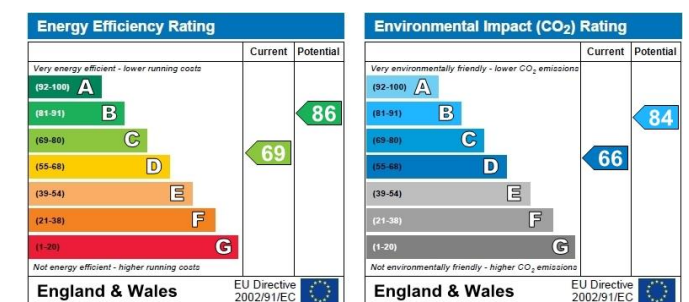 Energy Efficiency Rating
Current Potential
Very energy efficient - lower running costs
(92-100) A
(81-91) B
86
(69-80) C
69
(55-68) D
(39-54) E
(21-38) F
(1-20) G
Not energy efficient - higher running costs
England & Wales
EU Directive
2002/91/EC
Environmental Impact (CO₂) Rating
Current Potential
Very environmentally friendly - lower CO₂ emissions
(92-100) A
(81-91) B
84
(69-80) C
(55-68) D
66
(39-54) E
(21-38) F
(1-20) G
Not environmentally friendly - higher CO₂ emissions
England & Wales
EU Directive
2002/91/EC